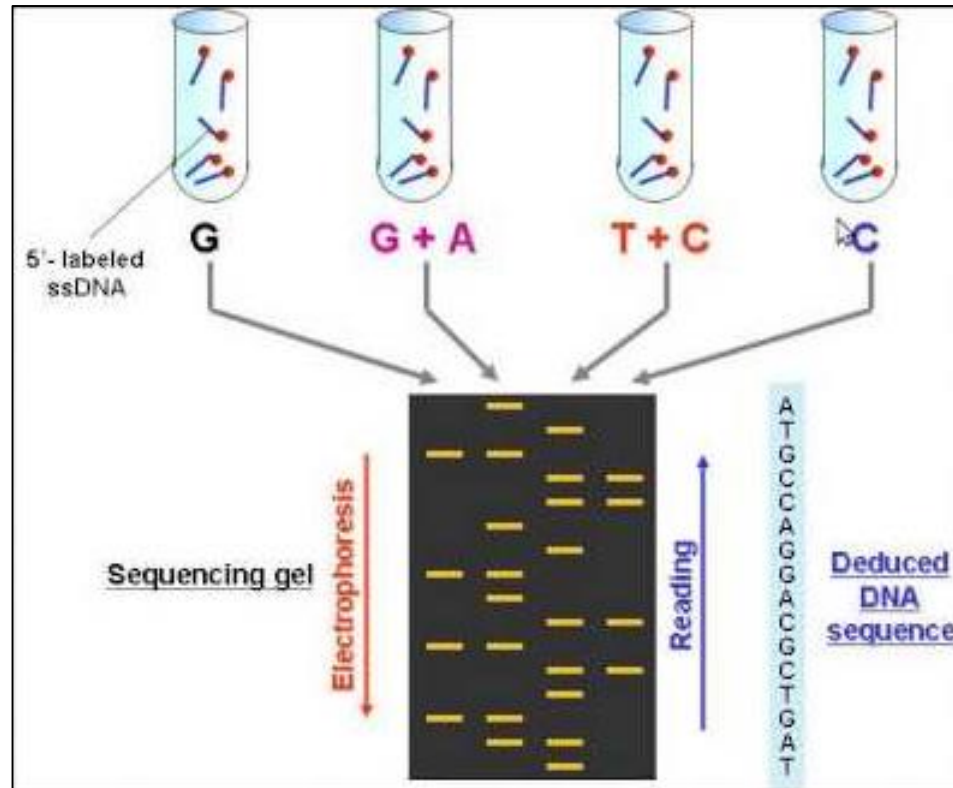 G
G + A
T + C
C
5'- labeled
ssDNA
Sequencing gel
Electrophoresis
Reading
A
T
G
C
C
A
G
G
A
C
G
C
T
G
A
T
Deduced
DNA
sequence